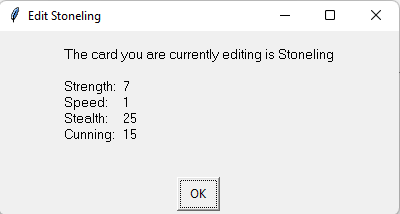 Edit Stoneling
The card you are currently editing is Stoneling
Strength: 7
Speed: 1
Stealth: 25
Cunning: 15
OK